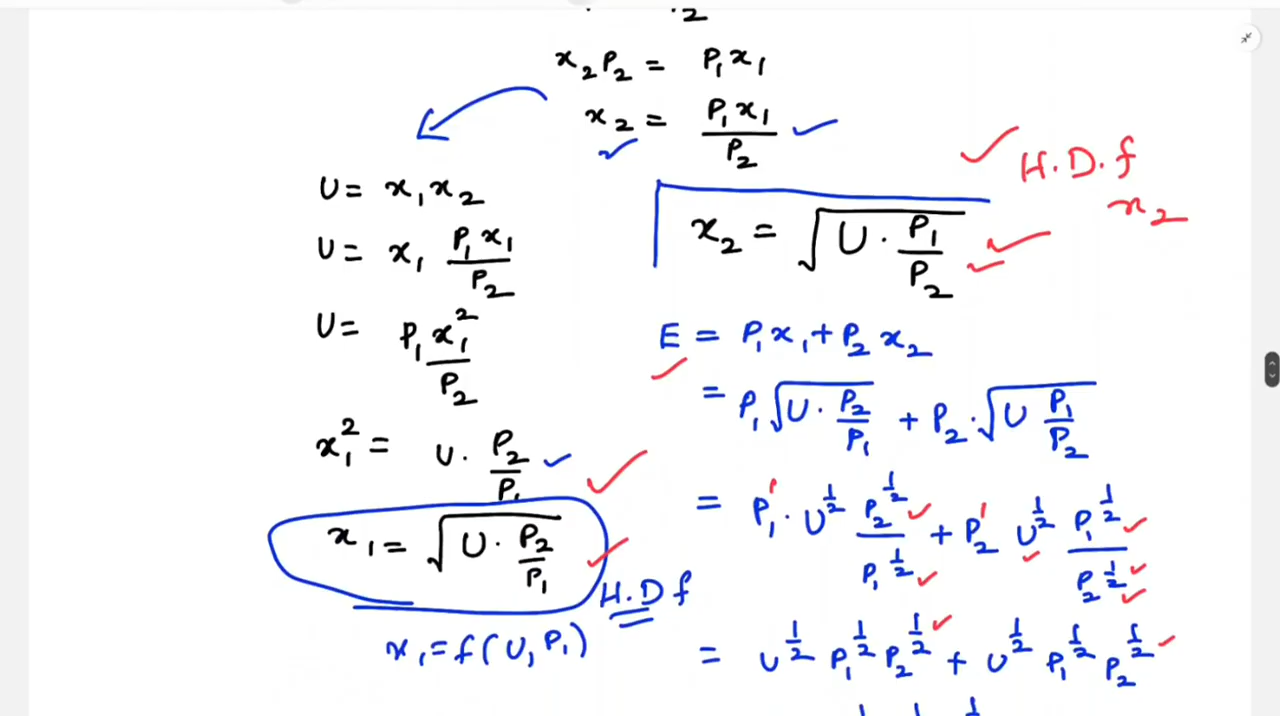 x₂P₂ = P₁x₁
x₂ = P₁x₁/P₂
U = x₁x₂
U = x₁ P₁x₁/P₂
U = P₁x₁²/P₂
x₁² = U · P₂/P₁
x₁ = √(U · P₂/P₁)
H.D f
x₁ = f(U, P₁)
H.D.f
x₂
x₂ = √(U · P₁/P₂)
E = P₁x₁ + P₂x₂
= P₁√(U · P₂/P₁) + P₂·√(U P₁/P₂)
= P₁¹ · U^½ P₂^½/P₁^½ + P₂¹ U^½ P₁^½/P₂^½
= U^½ P₁^½ P₂^½ + U^½ P₁^½ P₂^½